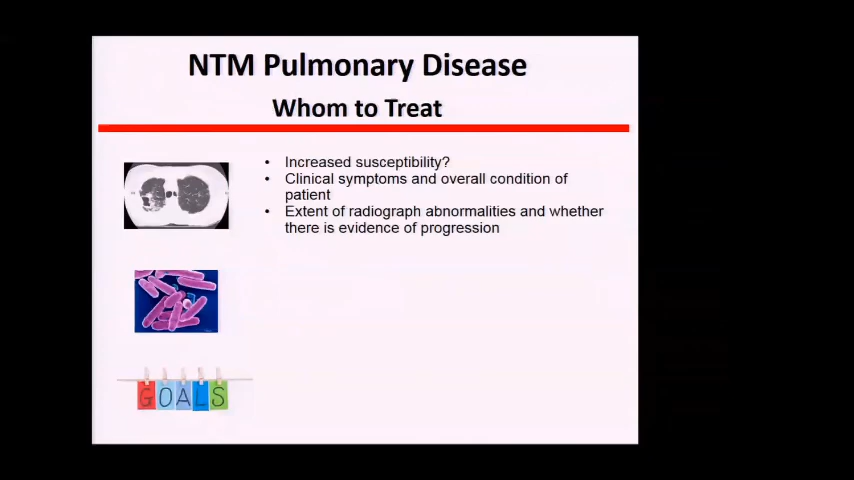 NTM Pulmonary Disease
Whom to Treat
• Increased susceptibility?
• Clinical symptoms and overall condition of
patient
• Extent of radiograph abnormalities and whether
there is evidence of progression
GOALS